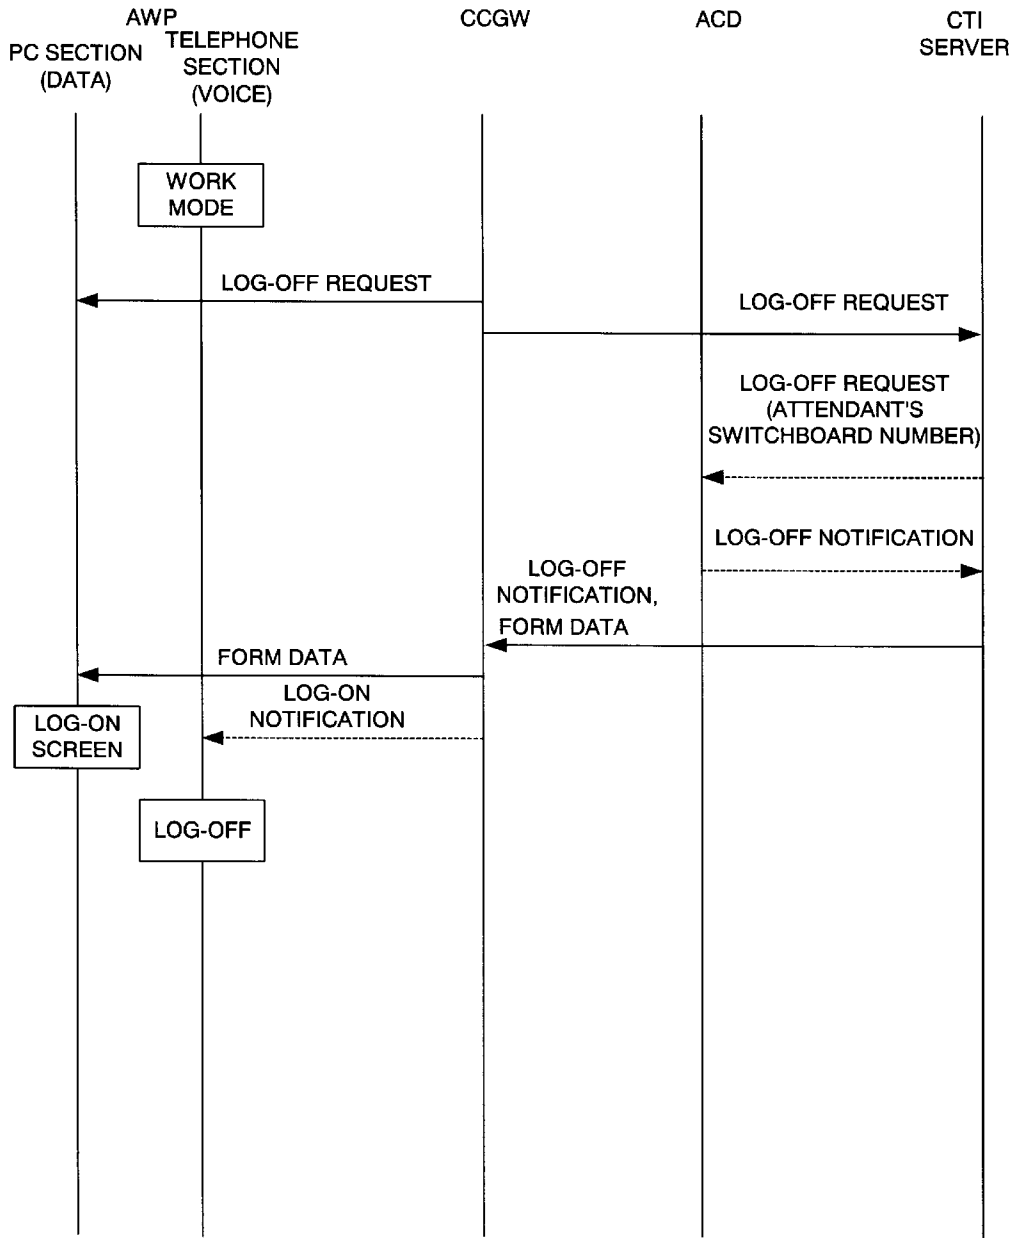 AWP
CCGW
ACD
CTI
SERVER
PC SECTION
(DATA)
TELEPHONE
SECTION
(VOICE)
WORK
MODE
LOG-OFF REQUEST
LOG-OFF REQUEST
LOG-OFF REQUEST
(ATTENDANT'S
SWITCHBOARD NUMBER)
LOG-OFF NOTIFICATION
LOG-OFF
NOTIFICATION,
FORM DATA
FORM DATA
LOG-ON
NOTIFICATION
LOG-ON
SCREEN
LOG-OFF